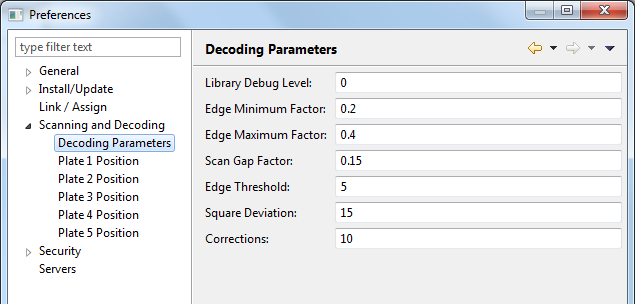 Preferences
type filter text
General
Install/Update
Link / Assign
Scanning and Decoding
Decoding Parameters
Plate 1 Position
Plate 2 Position
Plate 3 Position
Plate 4 Position
Plate 5 Position
Security
Servers
Decoding Parameters
Library Debug Level: 0
Edge Minimum Factor: 0.2
Edge Maximum Factor: 0.4
Scan Gap Factor: 0.15
Edge Threshold: 5
Square Deviation: 15
Corrections: 10